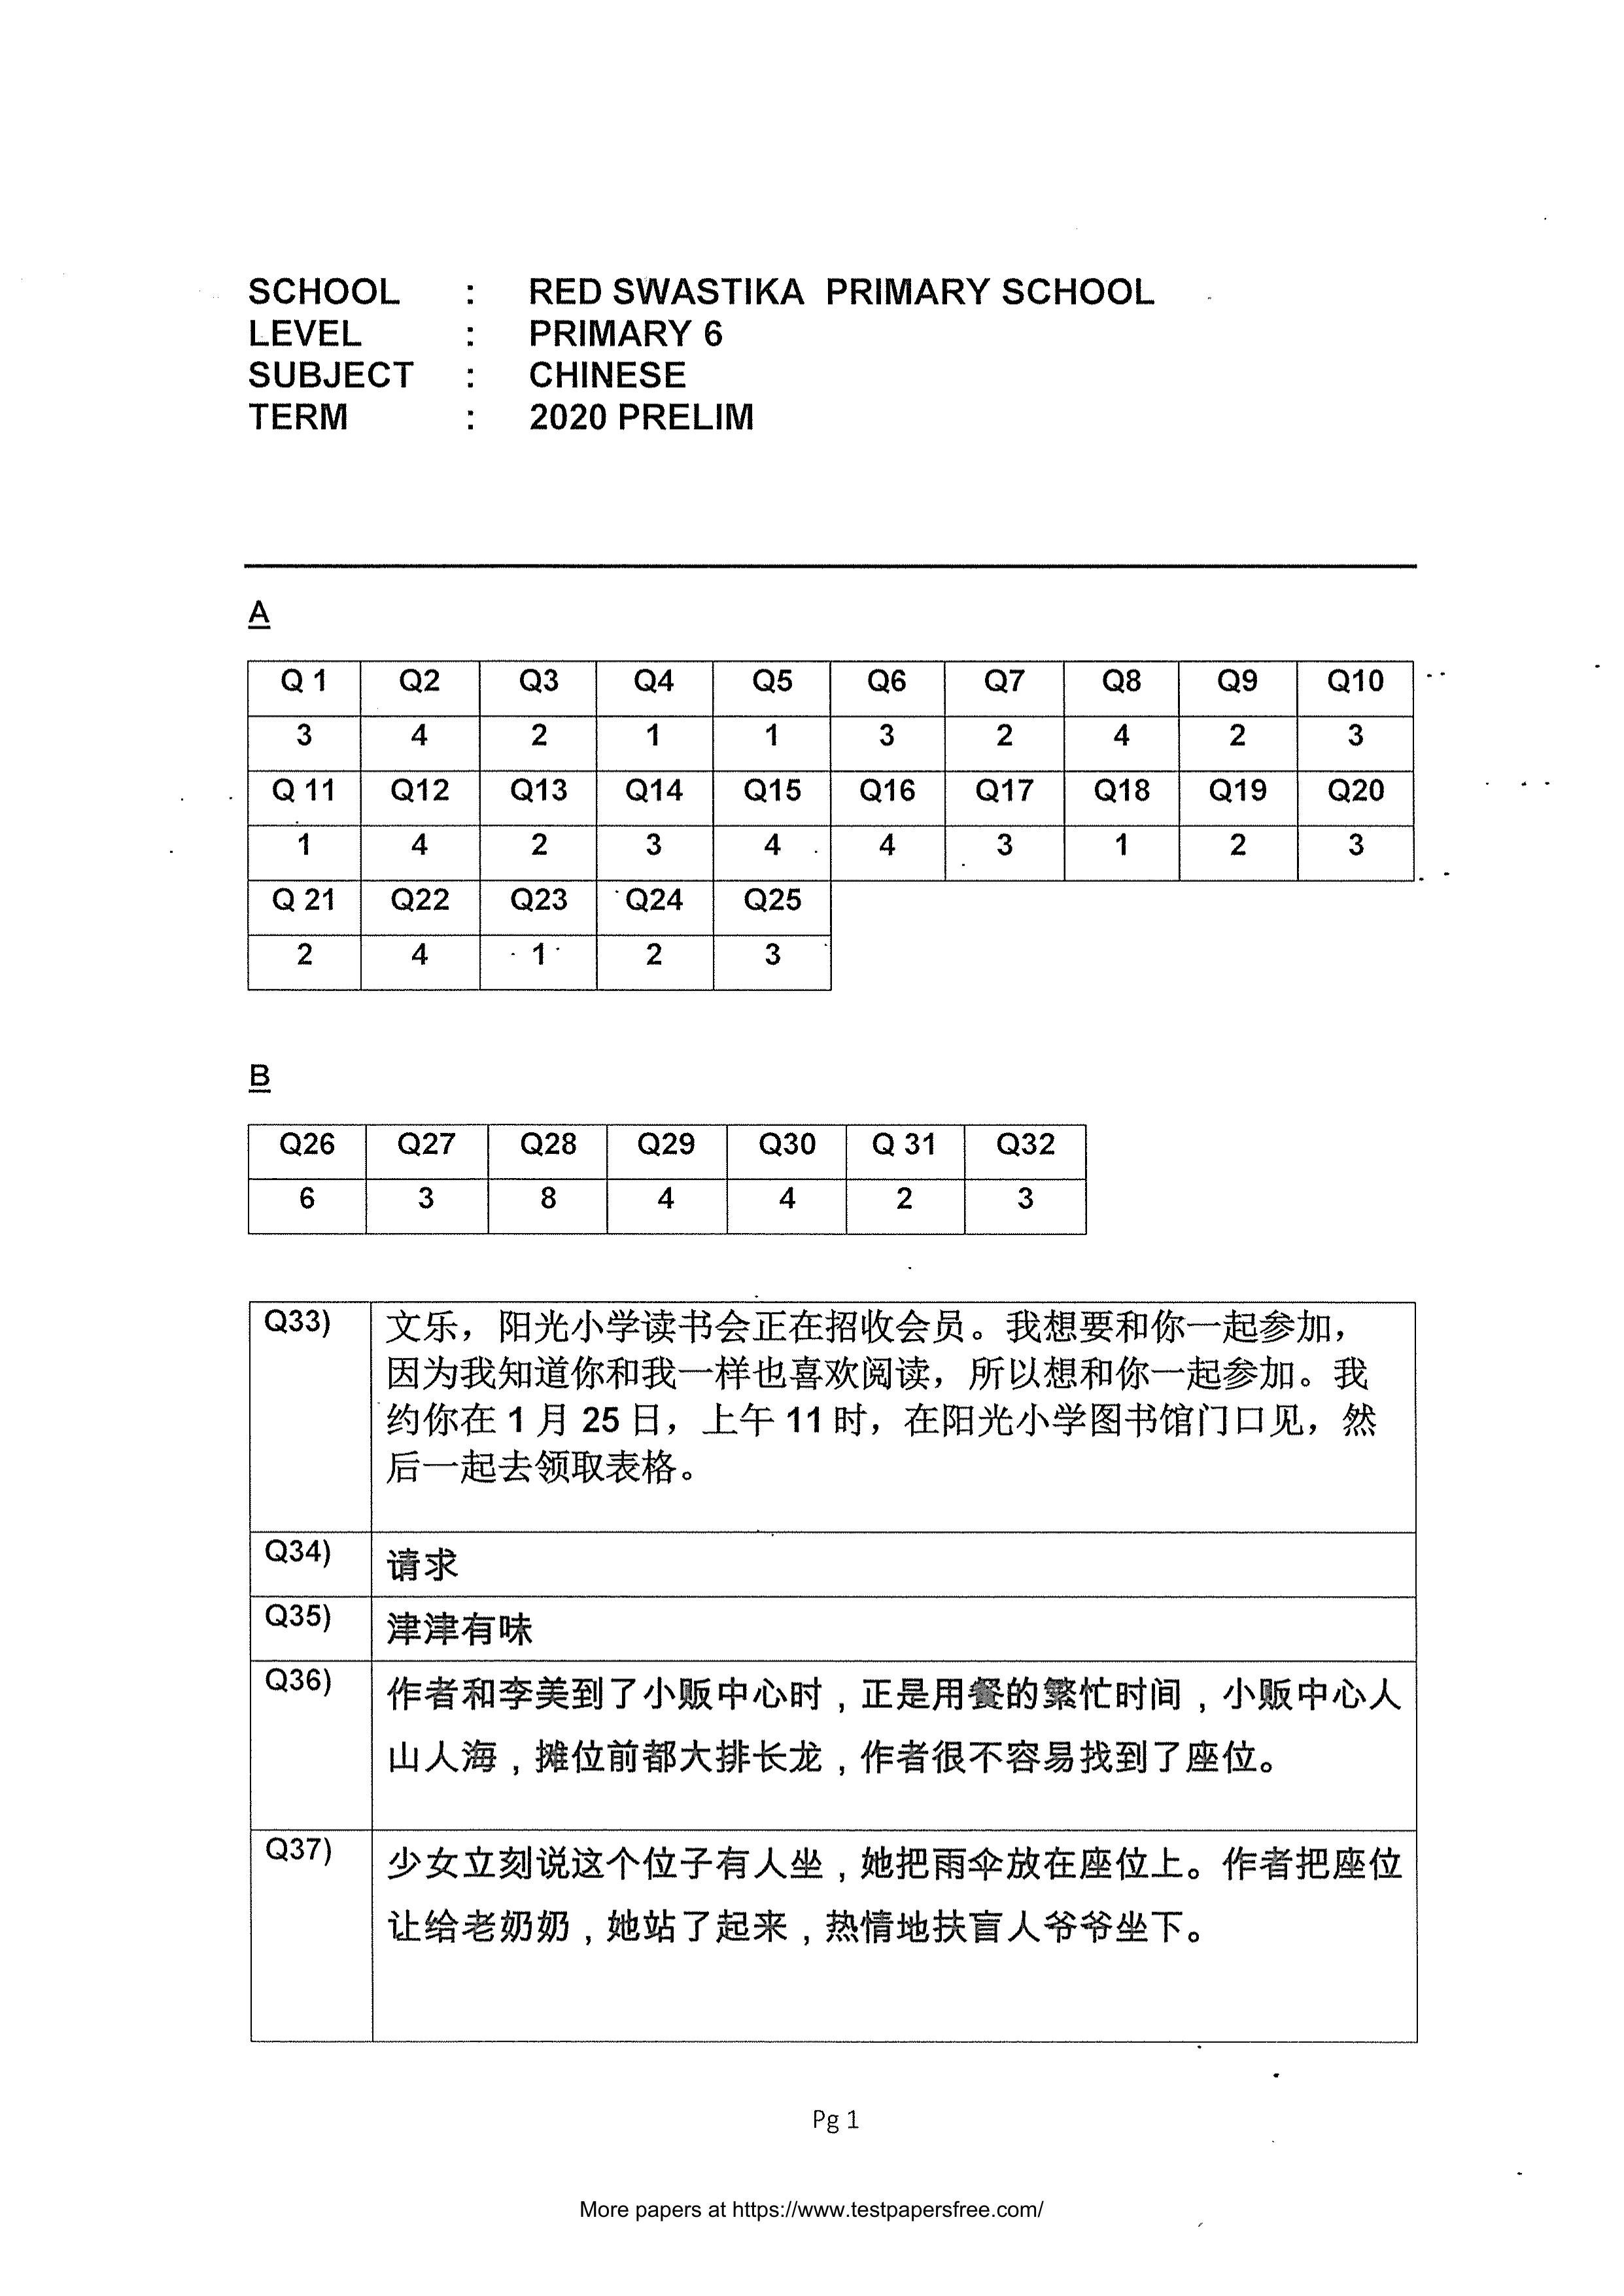 SCHOOL : RED SWASTIKA PRIMARY SCHOOL
LEVEL : PRIMARY 6
SUBJECT : CHINESE
TERM : 2020 PRELIM
A
Q 1 Q2 Q3 Q4 Q5 Q6 Q7 Q8 Q9 Q10
3 4 2 1 1 3 2 4 2 3
Q 11 Q12 Q13 Q14 Q15 Q16 Q17 Q18 Q19 Q20
1 4 2 3 4 4 3 1 2 3
Q 21 Q22 Q23 Q24 Q25
2 4 1 2 3
B
Q26 Q27 Q28 Q29 Q30 Q 31 Q32
6 3 8 4 4 2 3
Q33) 文乐，阳光小学读书会正在招收会员。我想要和你一起参加，
因为我知道你和我一样也喜欢阅读，所以想和你一起参加。我
约你在 1 月 25 日，上午 11 时，在阳光小学图书馆门口见，然
后一起去领取表格。
Q34) 请求
Q35) 津津有味
Q36) 作者和李美到了小贩中心时，正是用餐的繁忙时间，小贩中心人
山人海，摊位前都大排长龙，作者很不容易找到了座位。
Q37) 少女立刻说这个位子有人坐，她把雨伞放在座位上。作者把座位
让给老奶奶，她站了起来，热情地扶盲人爷爷坐下。
Pg 1
More papers at https://www.testpapersfree.com/